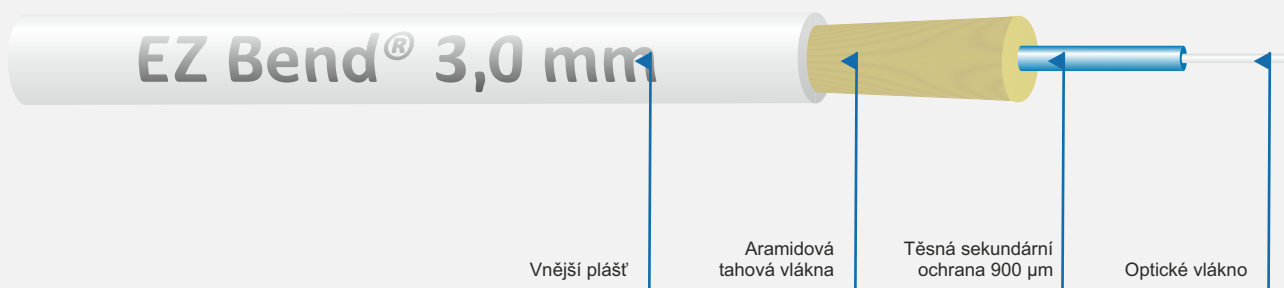 EZ Bend® 3,0 mm
Vnější plášť
Aramidová
tahová vlákna
Těsná sekundární
ochrana 900 µm
Optické vlákno